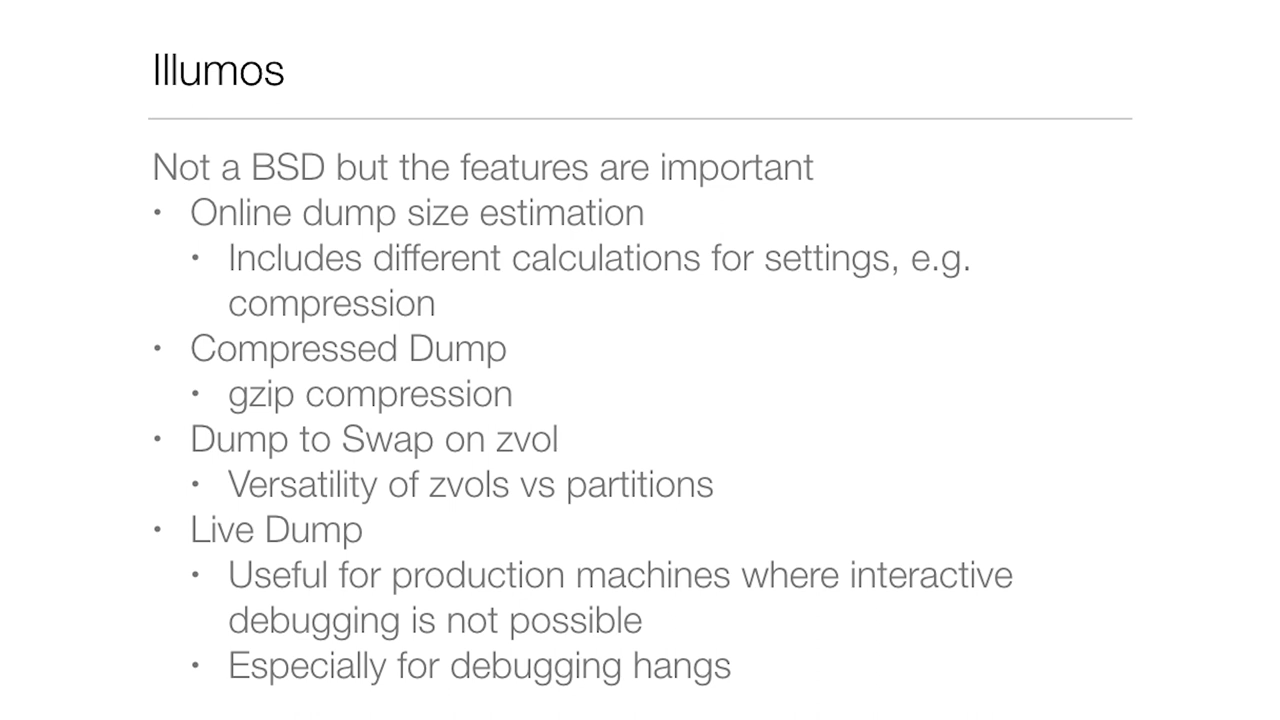 Illumos
Not a BSD but the features are important
• Online dump size estimation
• Includes different calculations for settings, e.g.
compression
• Compressed Dump
• gzip compression
• Dump to Swap on zvol
• Versatility of zvols vs partitions
• Live Dump
• Useful for production machines where interactive
debugging is not possible
• Especially for debugging hangs